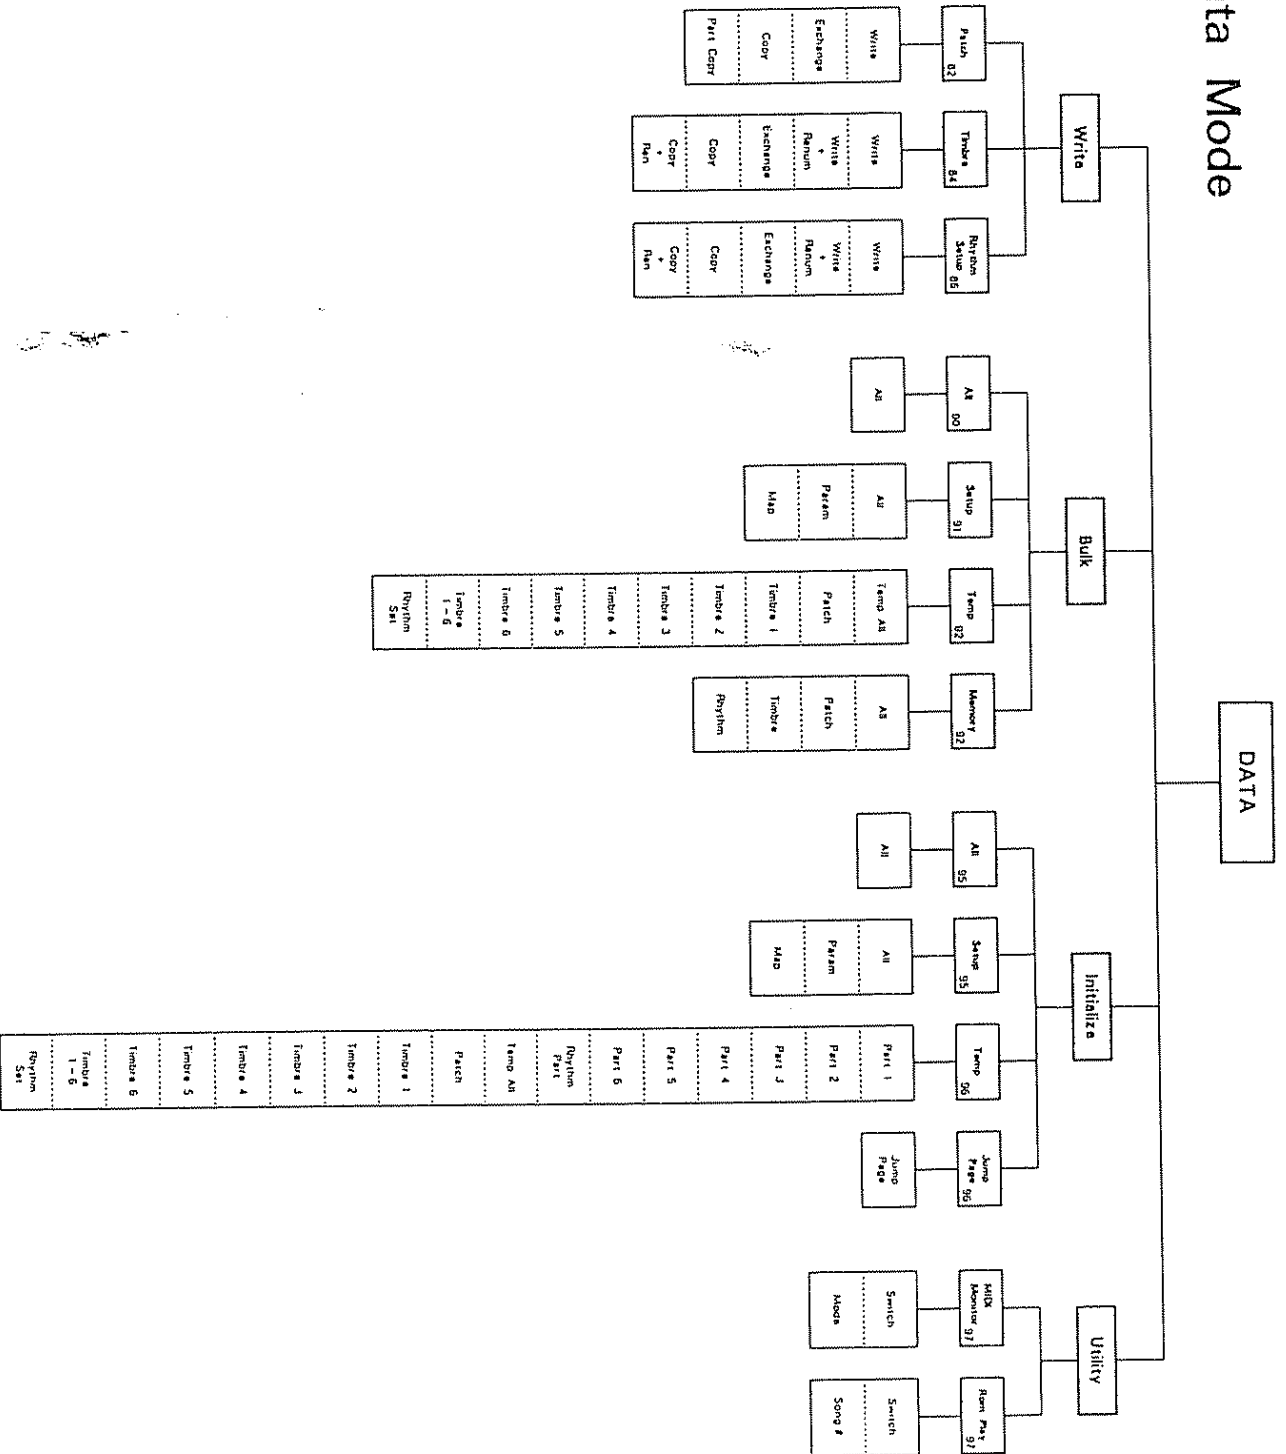 ta Mode
DATA
Write
Bulk
Initialize
Utility
Patch
82
Timbre
84
Rhythm
Setup 86
All
90
Setup
91
Temp
92
Memory
92
All
95
Setup
95
Temp
96
Jump
Page 96
MIDI
Monitor 97
Rom Play
97
Write
Exchange
Copy
Part Copy
Write
Write
+
Renum
Exchange
Copy
Copy
+
Ren
Write
Write
+
Renum
Exchange
Copy
Copy
+
Ren
All
All
Param
Map
Temp All
Patch
Timbre 1
Timbre 2
Timbre 3
Timbre 4
Timbre 5
Timbre 6
Timbre
1-6
Rhythm
Set
All
Patch
Timbre
Rhythm
All
All
Param
Map
Part 1
Part 2
Part 3
Part 4
Part 5
Part 6
Rhythm
Part
Temp All
Patch
Timbre 1
Timbre 2
Timbre 3
Timbre 4
Timbre 5
Timbre 6
Timbre
1-6
Rhythm
Set
Jump
Page
Switch
Mode
Switch
Song #